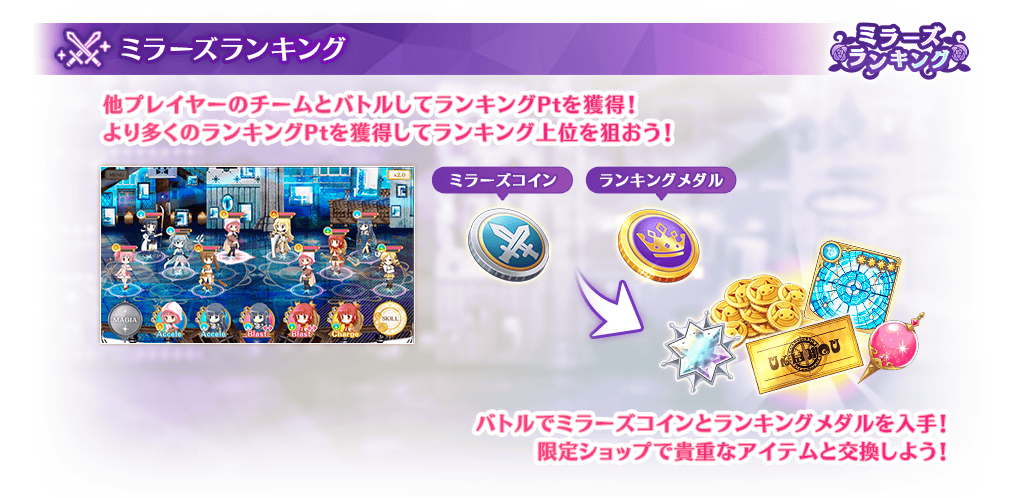 ミラーズランキング
ミラーズ
ランキング
他プレイヤーのチームとバトルしてランキングPtを獲得！
より多くのランキングPtを獲得してランキング上位を狙おう！
MENU
x2.0
MAGIA
Accele
Accele
Blast
Blast
Charge
SKILL
ミラーズコイン
ランキングメダル
バトルでミラーズコインとランキングメダルを入手！
限定ショップで貴重なアイテムと交換しよう！